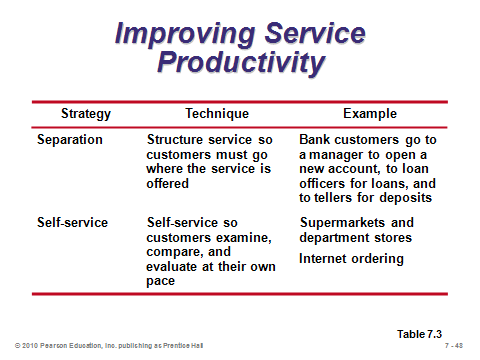 Improving Service
Productivity
Strategy Technique Example
Separation
Structure service so
customers must go
where the service is
offered
Bank customers go to
a manager to open a
new account, to loan
officers for loans, and
to tellers for deposits
Self-service
Self-service so
customers examine,
compare, and
evaluate at their own
pace
Supermarkets and
department stores
Internet ordering
Table 7.3
© 2010 Pearson Education, Inc. publishing as Prentice Hall
7 - 48